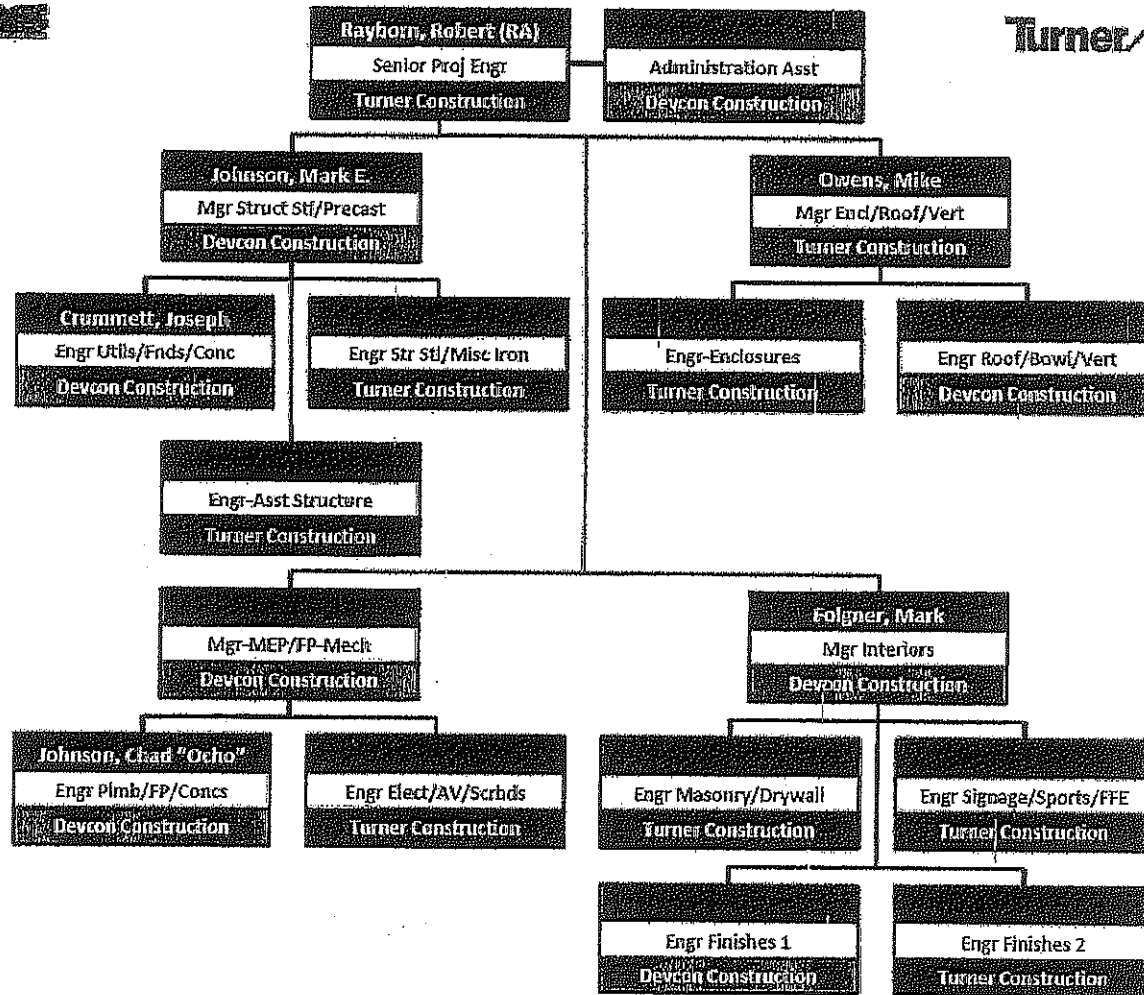 Turner
Rayborn, Robert (RA)
Senior Proj Engr
Turner Construction
Administration Asst
Devcon Construction
Johnson, Mark E.
Mgr Struct Stl/Precast
Devcon Construction
Owens, Mike
Mgr Encl/Roof/Vert
Turner Construction
Crummett, Joseph
Engr Utils/Fnds/Conc
Devcon Construction
Engr Str Stl/Misc Iron
Turner Construction
Engr-Enclosures
Turner Construction
Engr Roof/Bowl/Vert
Devcon Construction
Engr-Asst Structure
Turner Construction
Mgr-MEP/FP-Mech
Devcon Construction
Folgner, Mark
Mgr Interiors
Devcon Construction
Johnson, Chad "Ocho"
Engr Plmb/FP/Concs
Devcon Construction
Engr Elect/AV/Scrbds
Turner Construction
Engr Masonry/Drywall
Turner Construction
Engr Signage/Sports/FFE
Turner Construction
Engr Finishes 1
Devcon Construction
Engr Finishes 2
Turner Construction